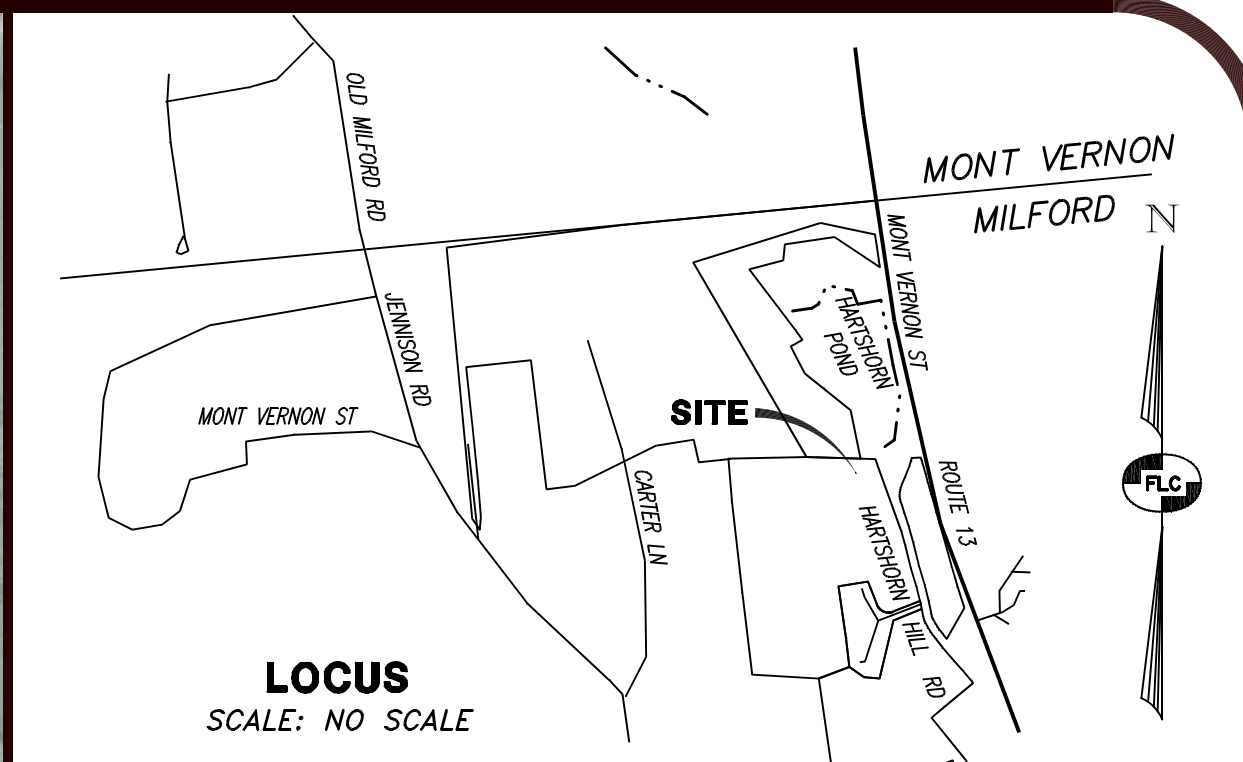 OLD MILFORD RD
MONT VERNON
MILFORD
N
MONT VERNON ST
HARTSHORN
POND
JENNISON RD
MONT VERNON ST
SITE
CARTER LN
ROUTE 13
FLC
HARTSHORN HILL RD
LOCUS
SCALE: NO SCALE